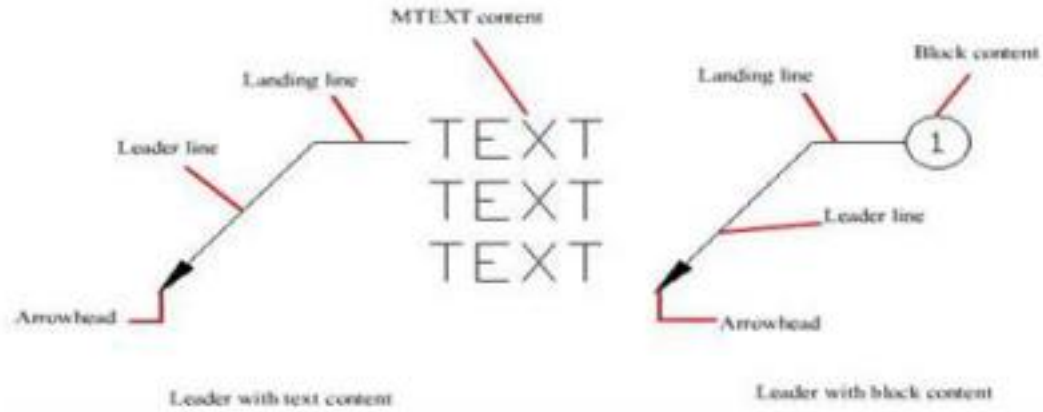 MTEXT content
Landing line
Leader line
TEXT
TEXT
TEXT
Arrowhead
Leader with text content
Block content
Landing line
1
Leader line
Arrowhead
Leader with block content